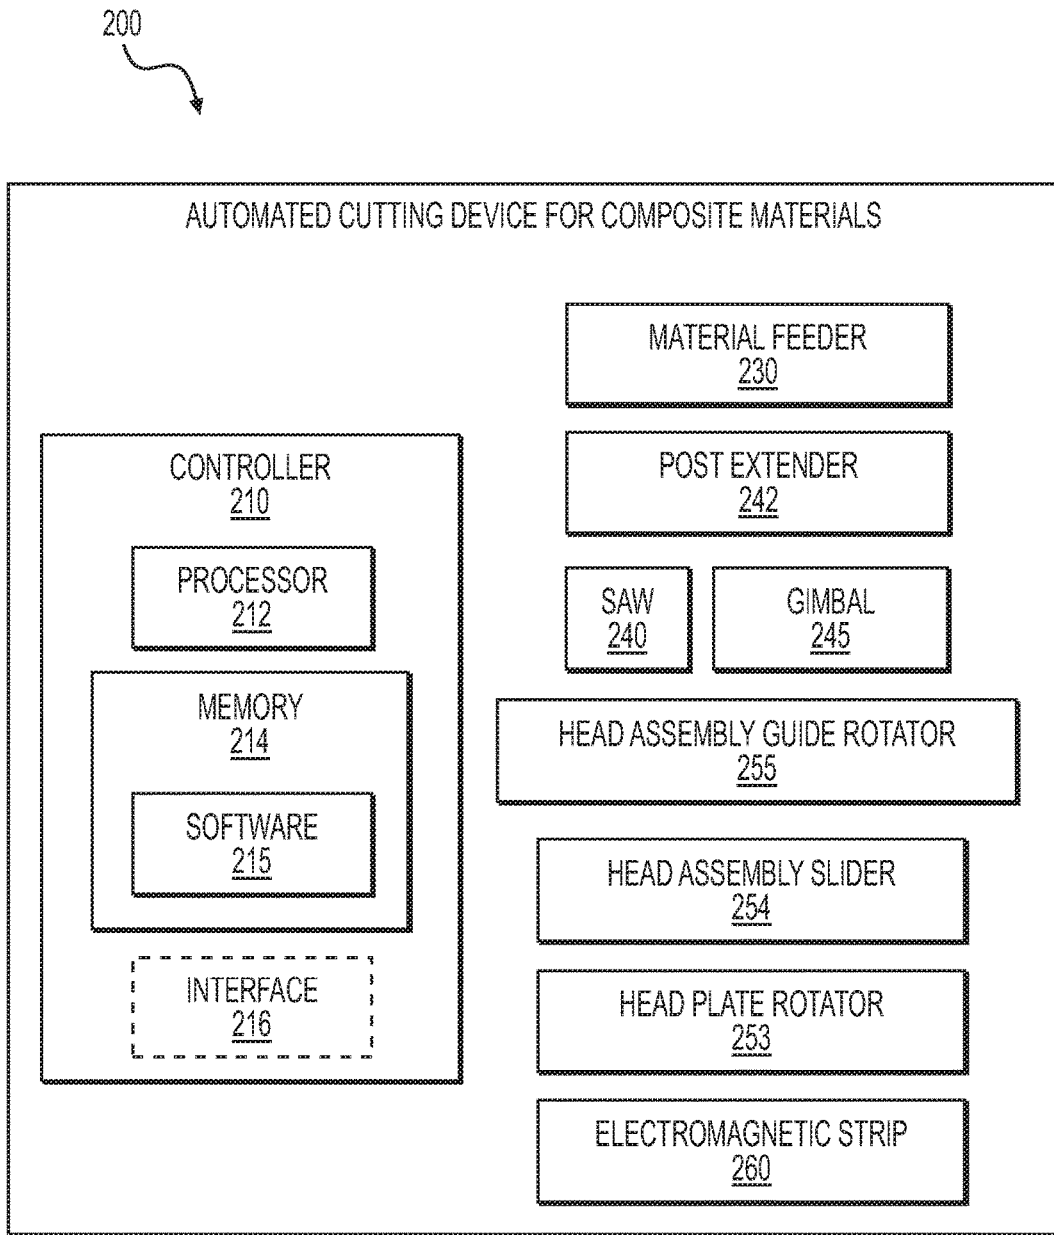 200
AUTOMATED CUTTING DEVICE FOR COMPOSITE MATERIALS
CONTROLLER
210
PROCESSOR
212
MEMORY
214
SOFTWARE
215
INTERFACE
216
MATERIAL FEEDER
230
POST EXTENDER
242
SAW
240
GIMBAL
245
HEAD ASSEMBLY GUIDE ROTATOR
255
HEAD ASSEMBLY SLIDER
254
HEAD PLATE ROTATOR
253
ELECTROMAGNETIC STRIP
260